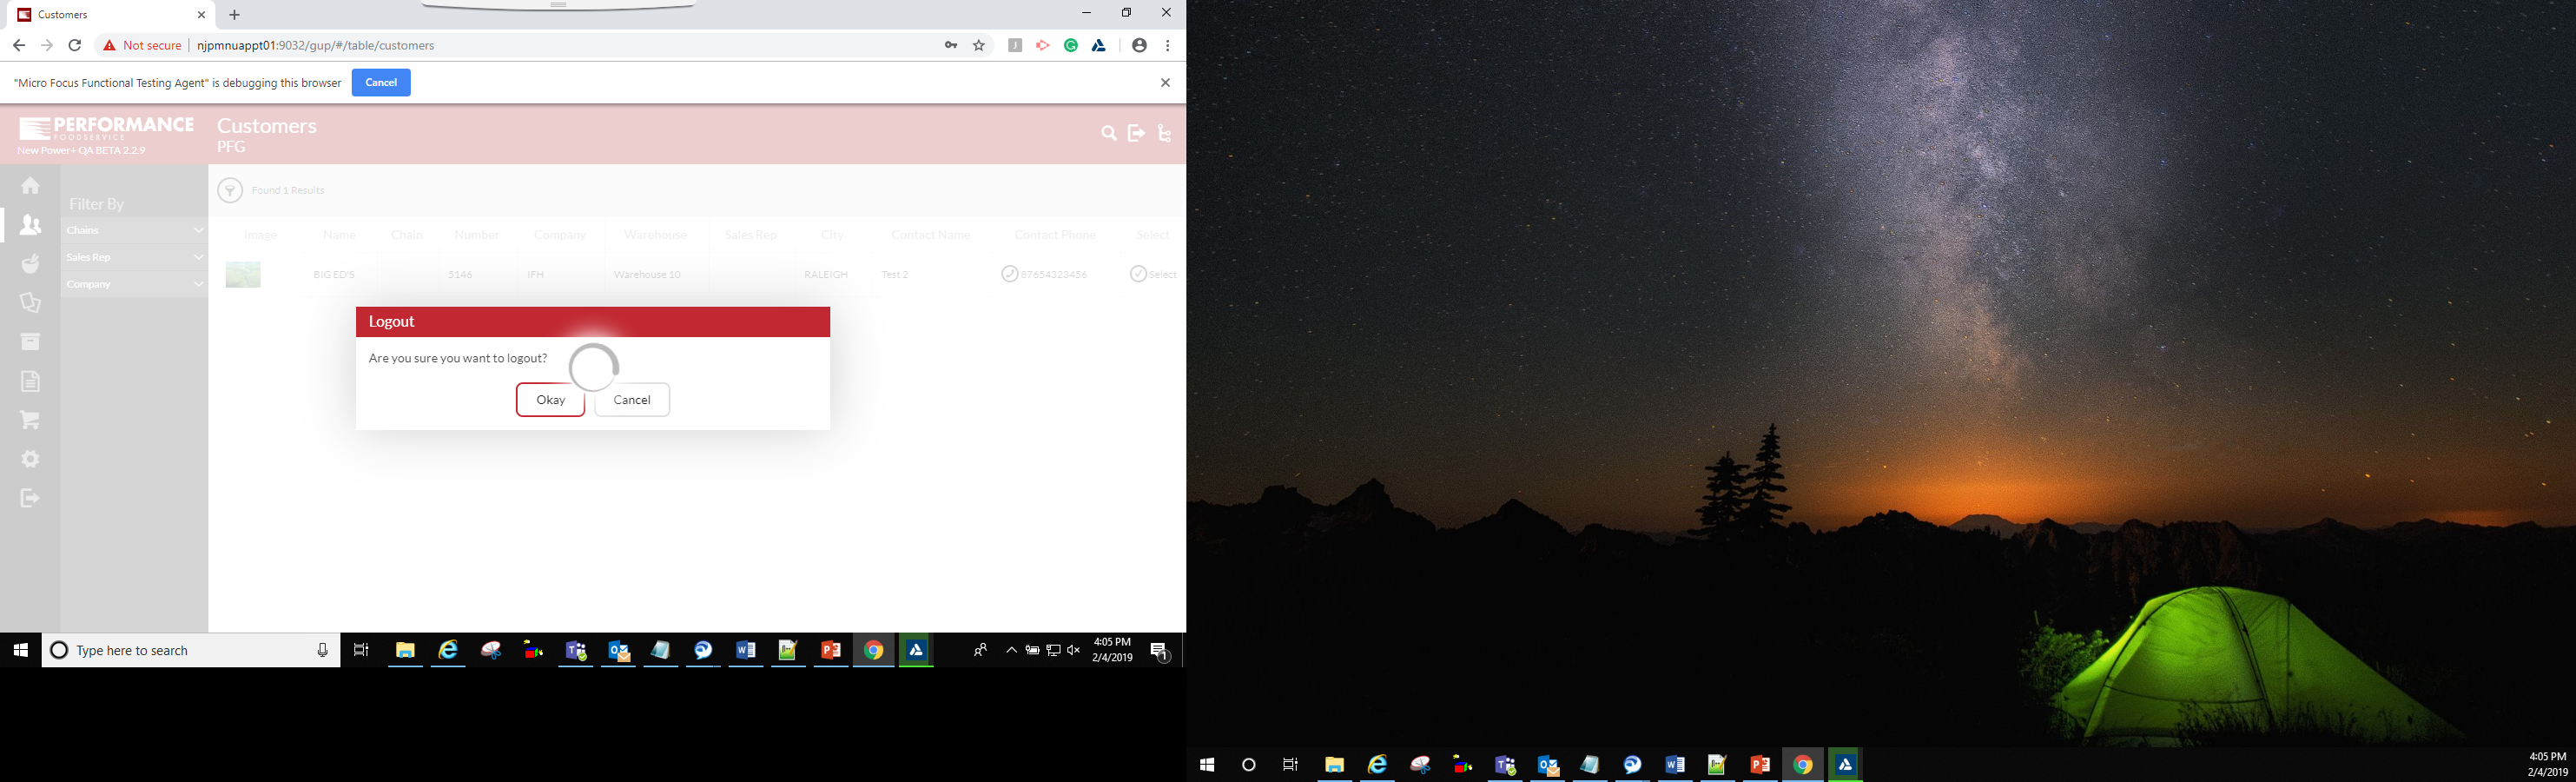 Customers
Not secure
njpmnuappt01:9032/gup/#/table/customers
"Micro Focus Functional Testing Agent" is debugging this browser
Cancel
PERFORMANCE
FOODSERVICE
New Power+ QA BETA 2.2.9
Customers
PFG
Found 1 Results
Filter By
Chains
Sales Rep
Company
Image Name Chain Number Company Warehouse Sales Rep City Contact Name Contact Phone Select
BIG ED'S 5146 IFH Warehouse 10 RALEIGH Test 2 87654323456 Select
Logout
Are you sure you want to logout?
Okay Cancel
Type here to search
4:05 PM
2/4/2019
1
4:05 PM
2/4/2019